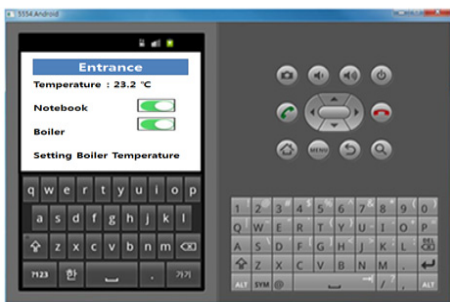 5554:Android
Entrance
Temperature : 23.2 ℃
Notebook
Boiler
Setting Boiler Temperature
q w e r t y u i o p
a s d f g h j k l
z x c v b n m
?123 한 . 가기
MENU
1 2 3 4 5 6 7 8 9 0
Q W E R T Y U I O P
A S D F G H J K L DEL
Z X C V B N M .
ALT SYM @ / , ALT